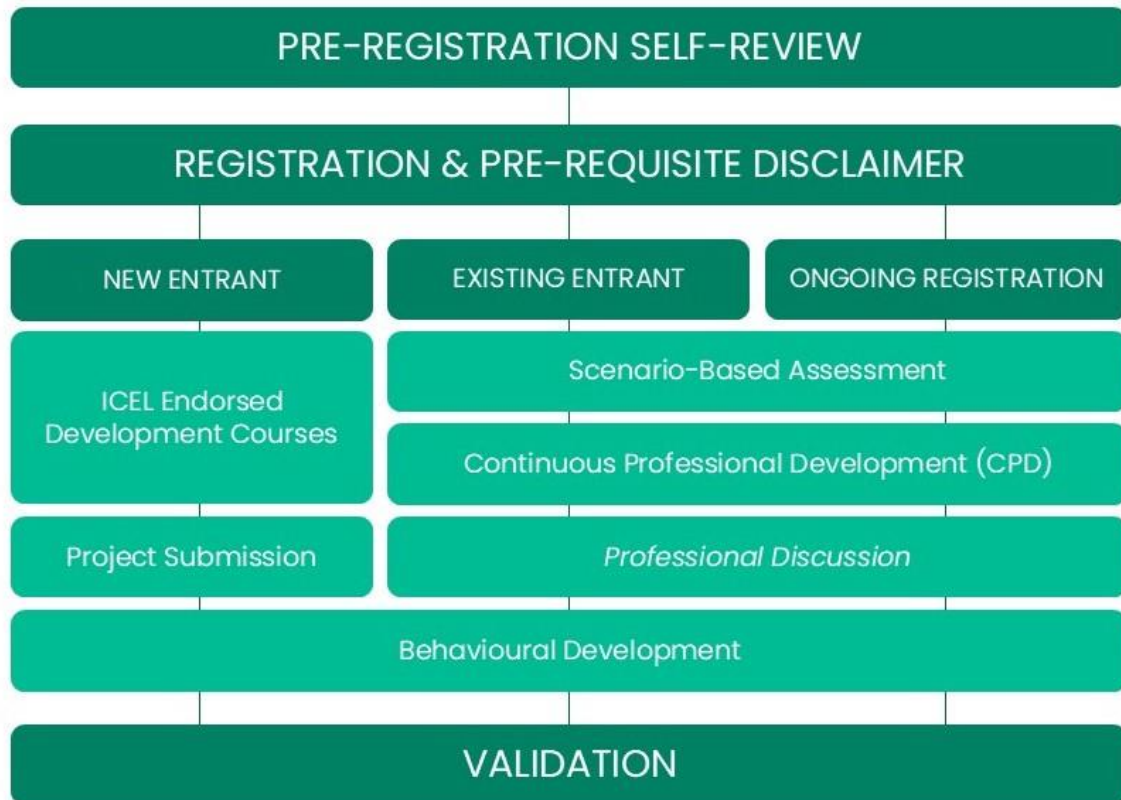 PRE-REGISTRATION SELF-REVIEW
REGISTRATION & PRE-REQUISITE DISCLAIMER
NEW ENTRANT
EXISTING ENTRANT
ONGOING REGISTRATION
ICEL Endorsed
Development Courses
Scenario-Based Assessment
Continuous Professional Development (CPD)
Project Submission
Professional Discussion
Behavioural Development
VALIDATION